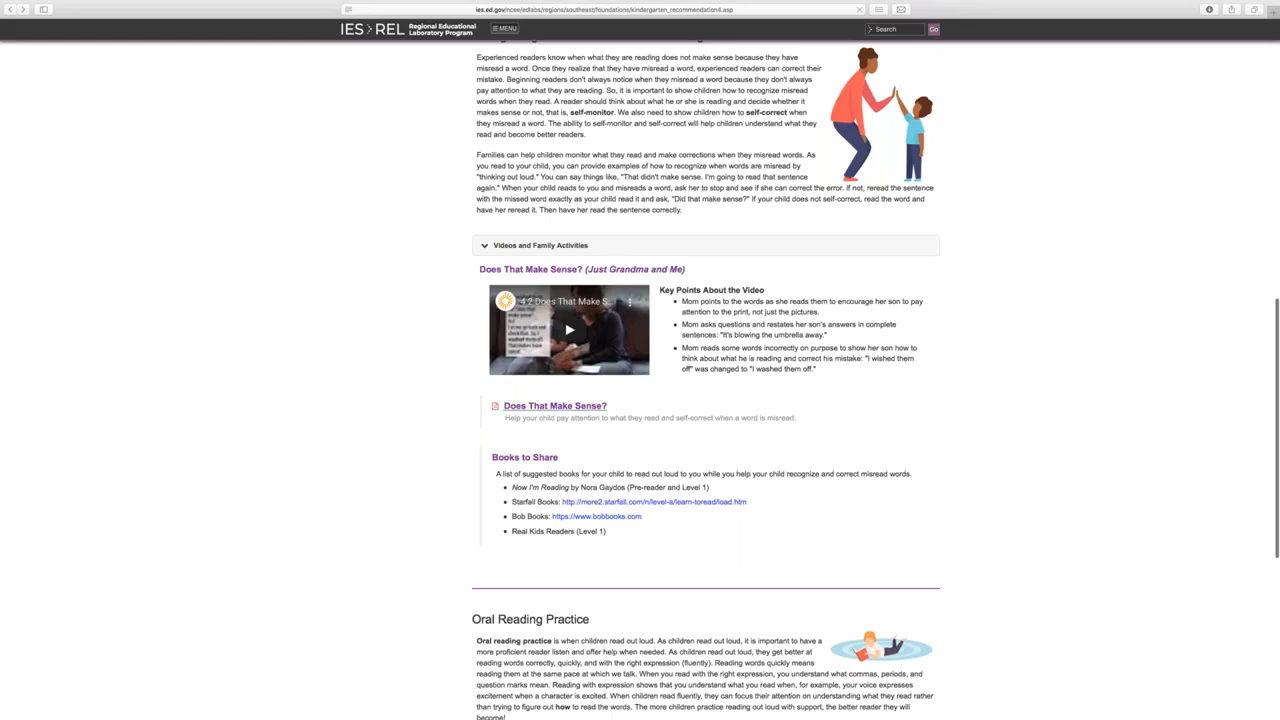 ies.ed.gov/ncee/edlabs/regions/southeast/foundations/kindergarten_recommendation4.asp
IES REL Regional Educational
Laboratory Program
MENU
Search
Go
Experienced readers know when what they are reading does not make sense because they have
misread a word. Once they realize that they have misread a word, experienced readers can correct their
mistake. Beginning readers don't always notice when they misread a word because they don't always
pay attention to what they are reading. So, it is important to show children how to recognize misread
words when they read. A reader should think about what he or she is reading and decide whether it
makes sense or not, that is, self-monitor. We also need to show children how to self-correct when
they misread a word. The ability to self-monitor and self-correct will help children understand what they
read and become better readers.
Families can help children monitor what they read and make corrections when they misread words. As
you read to your child, you can provide examples of how to recognize when words are misread by
"thinking out loud." You can say things like, "That didn't make sense. I'm going to read that sentence
again." When your child reads to you and misreads a word, ask her to stop and see if she can correct the error. If not, reread the sentence
with the missed word exactly as your child read it and ask, "Did that make sense?" If your child does not self-correct, read the word and
have her reread it. Then have her read the sentence correctly.
Videos and Family Activities
Does That Make Sense? (Just Grandma and Me)
4.2 Does That Make S...
Key Points About the Video
Mom points to the words as she reads them to encourage her son to pay
attention to the print, not just the pictures.
Mom asks questions and restates her son's answers in complete
sentences: "It's blowing the umbrella away."
Mom reads some words incorrectly on purpose to show her son how to
think about what he is reading and correct his mistake: "I wished them
off" was changed to "I washed them off."
Does That Make Sense?
Help your child pay attention to what they read and self-correct when a word is misread.
Books to Share
A list of suggested books for your child to read out loud to you while you help your child recognize and correct misread words.
Now I'm Reading by Nora Gaydos (Pre-reader and Level 1)
Starfall Books: http://more2.starfall.com/n/level-a/learn-toread/load.htm
Bob Books: https://www.bobbooks.com
Real Kids Readers (Level 1)
Oral Reading Practice
Oral reading practice is when children read out loud. As children read out loud, it is important to have a
more proficient reader listen and offer help when needed. As children read out loud, they get better at
reading words correctly, quickly, and with the right expression (fluently). Reading words quickly means
reading them at the same pace at which we talk. When you read with the right expression, you understand what commas, periods, and
question marks mean. Reading with expression shows that you understand what you read when, for example, your voice expresses
excitement when a character is excited. When children read fluently, they can focus their attention on understanding what they read rather
than trying to figure out how to read the words. The more children practice reading out loud with support, the better reader they will
become!